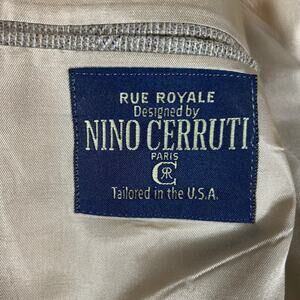 RUE ROYALE
Designed by
NINO CERRUTI
PARIS
CR
Tailored in the U.S.A.